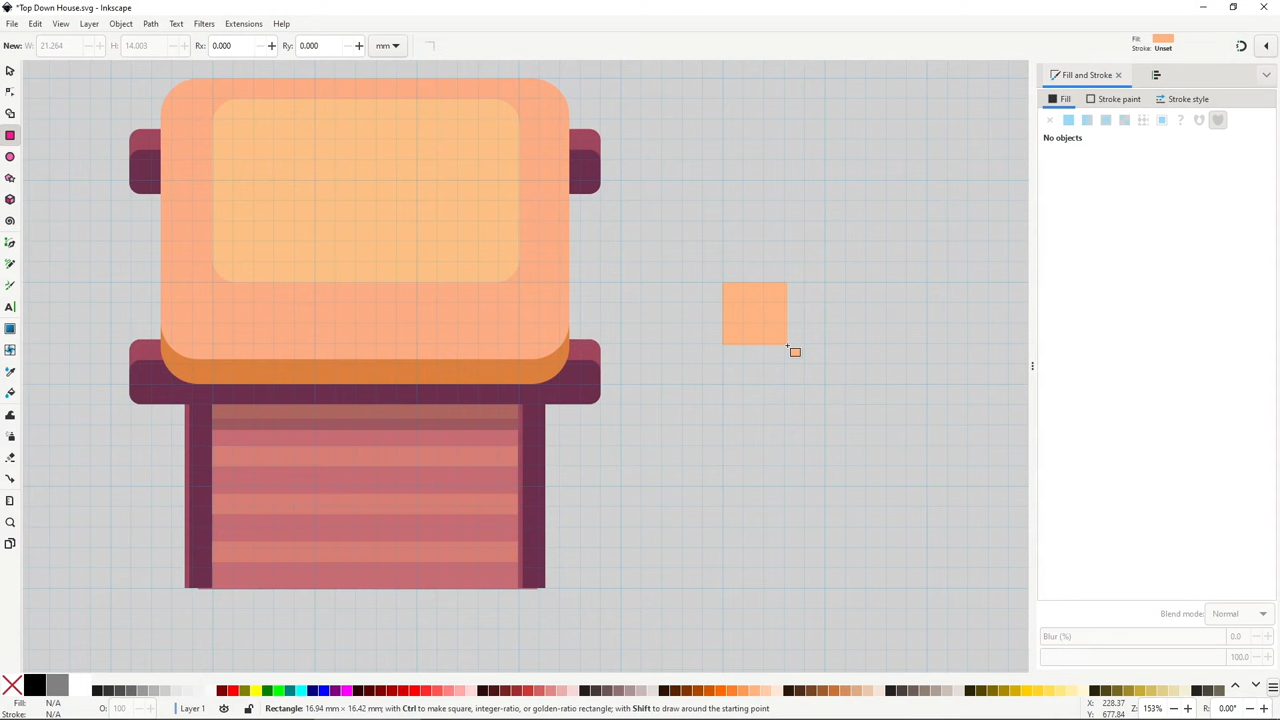 *Top Down House.svg - Inkscape
File Edit View Layer Object Path Text Filters Extensions Help
New: W: 21.264 H: 14.003 Rx: 0.000 Ry: 0.000 mm
Fill:
Stroke: Unset
Fill and Stroke
Fill Stroke paint Stroke style
No objects
Blend mode: Normal
Blur (%) 0.0
100.0
Fill: N/A
Stroke: N/A
O: 100
Layer 1
Rectangle: 16.94 mm × 16.42 mm; with Ctrl to make square, integer-ratio, or golden-ratio rectangle; with Shift to draw around the starting point
X: 228.37
Y: 677.84
Z: 153%
R: 0.00°